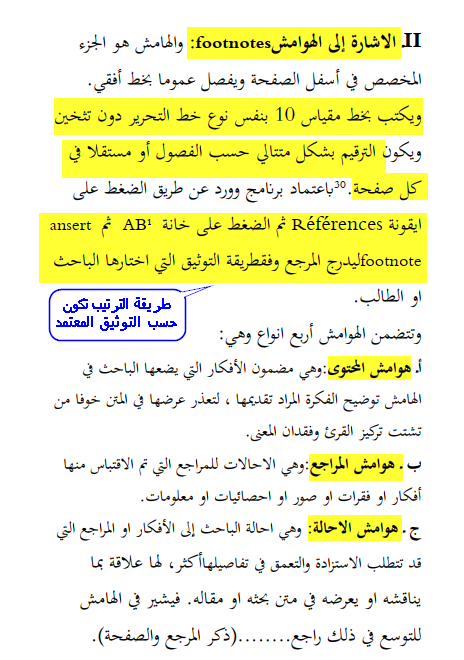 II. الاشارة إلى الهوامشfootnotes: والهامش هو الجزء
المخصص في أسفل الصفحة ويفصل عموما بخط أفقي.
ويكتب بخط مقياس 10 بنفس نوع خط التحرير دون تثخين
ويكون الترقيم بشكل متتالي حسب الفصول أو مستقلا في
كل صفحة.30باعتماد برنامج وورد عن طريق الضغط على
ايقونة Références ثم الضغط على خانة AB¹ ثم ansert
footnoteليدرج المرجع وفقطريقة التوثيق التي اختارها الباحث
او الطالب.
طريقة الترتيب تكون
حسب التوثيق المعتمد
وتتضمن الهوامش أربع انواع وهي:
أ. هوامش المحتوى:وهي مضمون الأفكار التي يضعها الباحث في
الهامش توضيح الفكرة المراد تقديمها ، لتعذر عرضها في المتن خوفا من
تشتت تركيز القرئ وفقدان المعنى.
ب . هوامش المراجع:وهي الاحالات للمراجع التي تم الاقتباس منها
أفكار او فقرات او صور او احصائيات او معلومات.
ج . هوامش الاحالة: وهي احالة الباحث إلى الأفكار او المراجع التي
قد تتطلب الاستزادة والتعمق في تفاصيلهاأكثر، لها علاقة بما
يناقشه او يعرضه في متن بحثه او مقاله. فيشير في الهامش
للتوسع في ذلك راجع........(ذكر المرجع والصفحة).